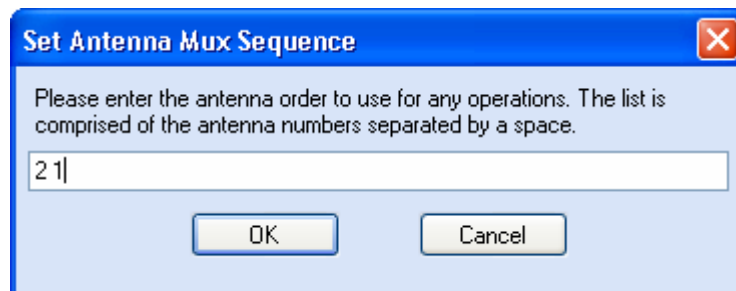 Set Antenna Mux Sequence
Please enter the antenna order to use for any operations. The list is
comprised of the antenna numbers separated by a space.
2 1
OK
Cancel